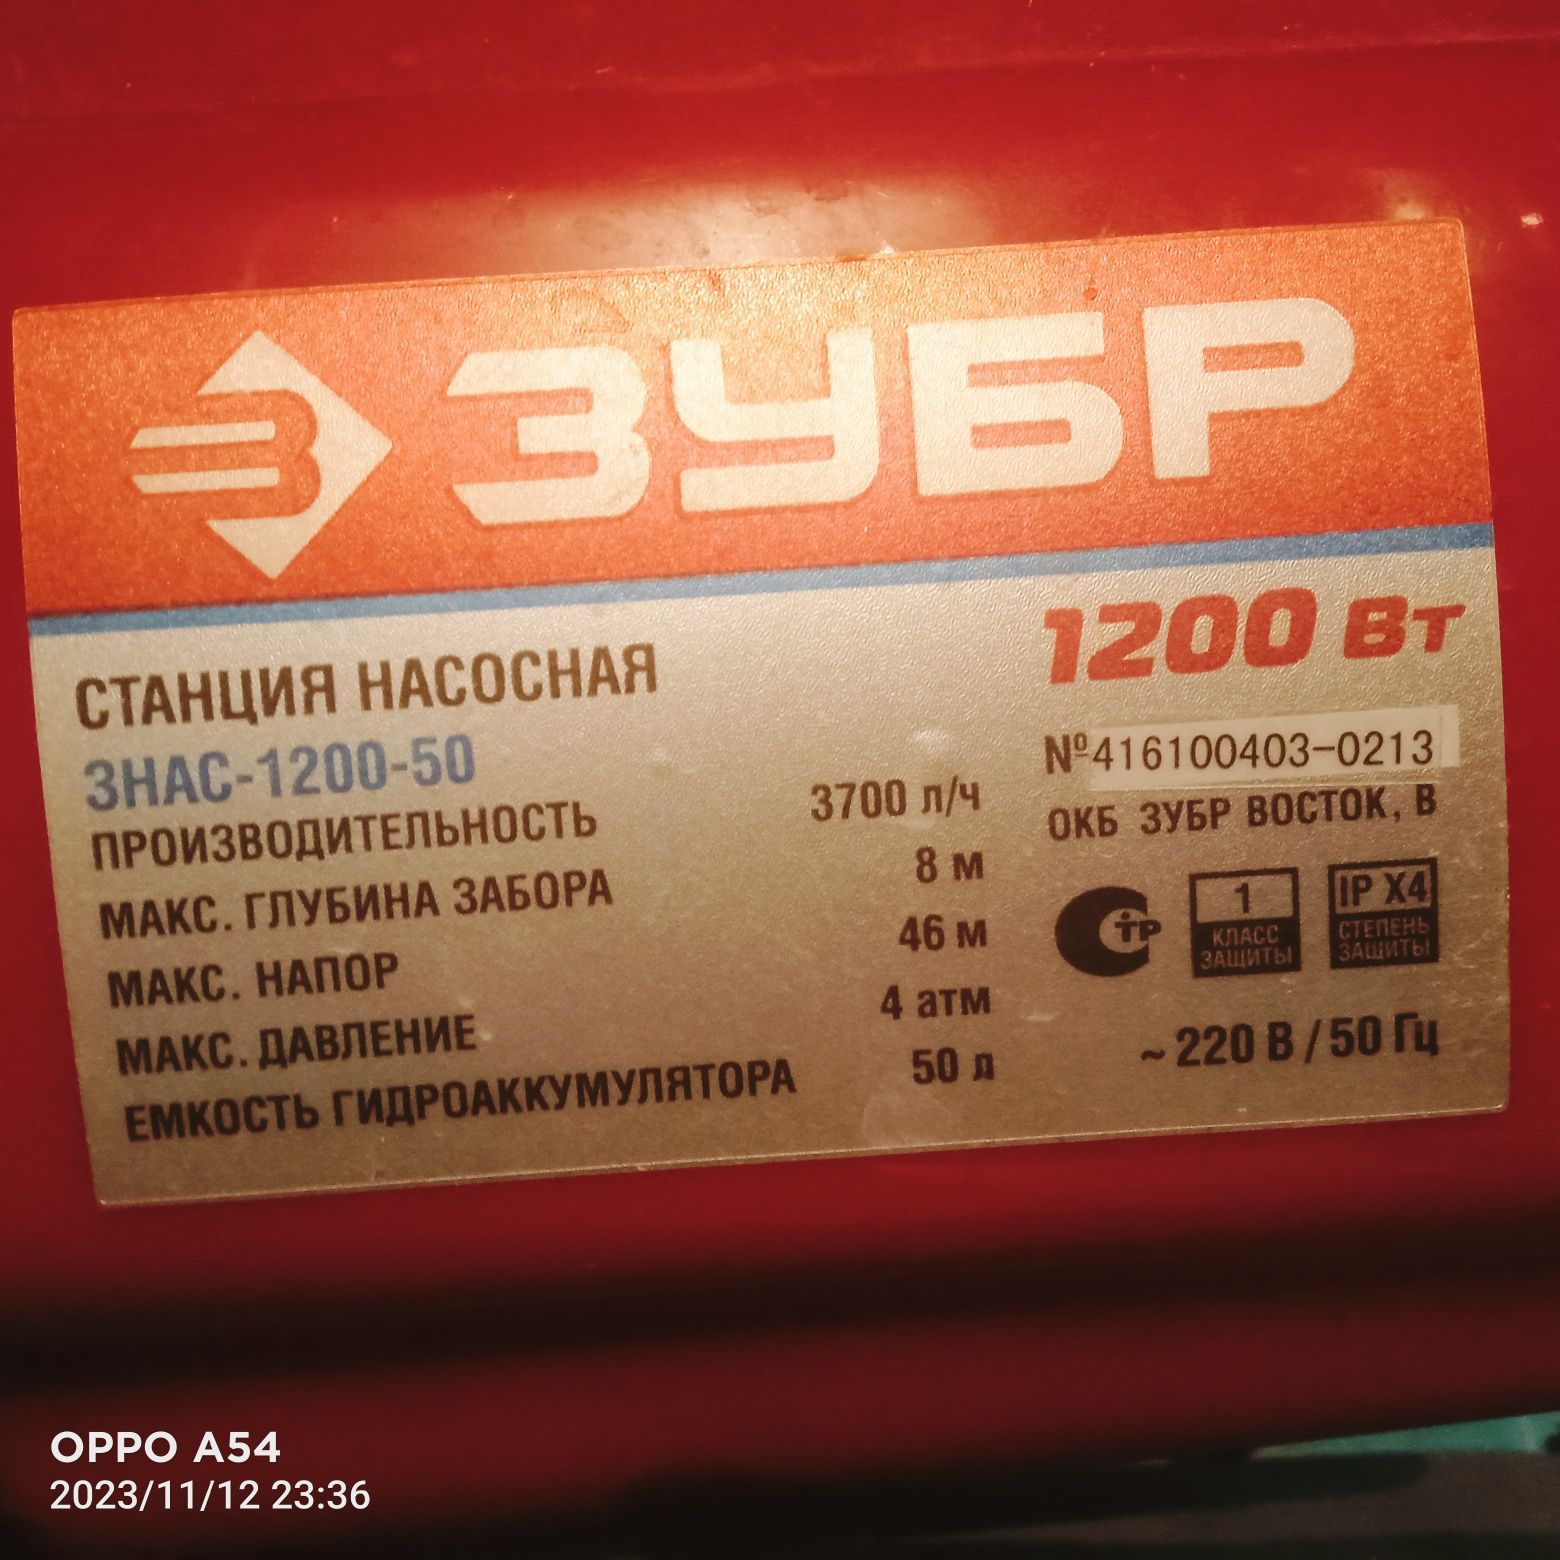 ЗУБР
1200 Вт
СТАНЦИЯ НАСОСНАЯ
ЗНАС-1200-50
ПРОИЗВОДИТЕЛЬНОСТЬ 3700 л/ч
МАКС. ГЛУБИНА ЗАБОРА 8 м
МАКС. НАПОР 46 м
МАКС. ДАВЛЕНИЕ 4 атм
ЕМКОСТЬ ГИДРОАККУМУЛЯТОРА 50 л
№416100403-0213
ОКБ ЗУБР ВОСТОК, В
СТР
1
КЛАСС
ЗАЩИТЫ
IP X4
СТЕПЕНЬ
ЗАЩИТЫ
~ 220 В / 50 Гц
OPPO A54
2023/11/12 23:36